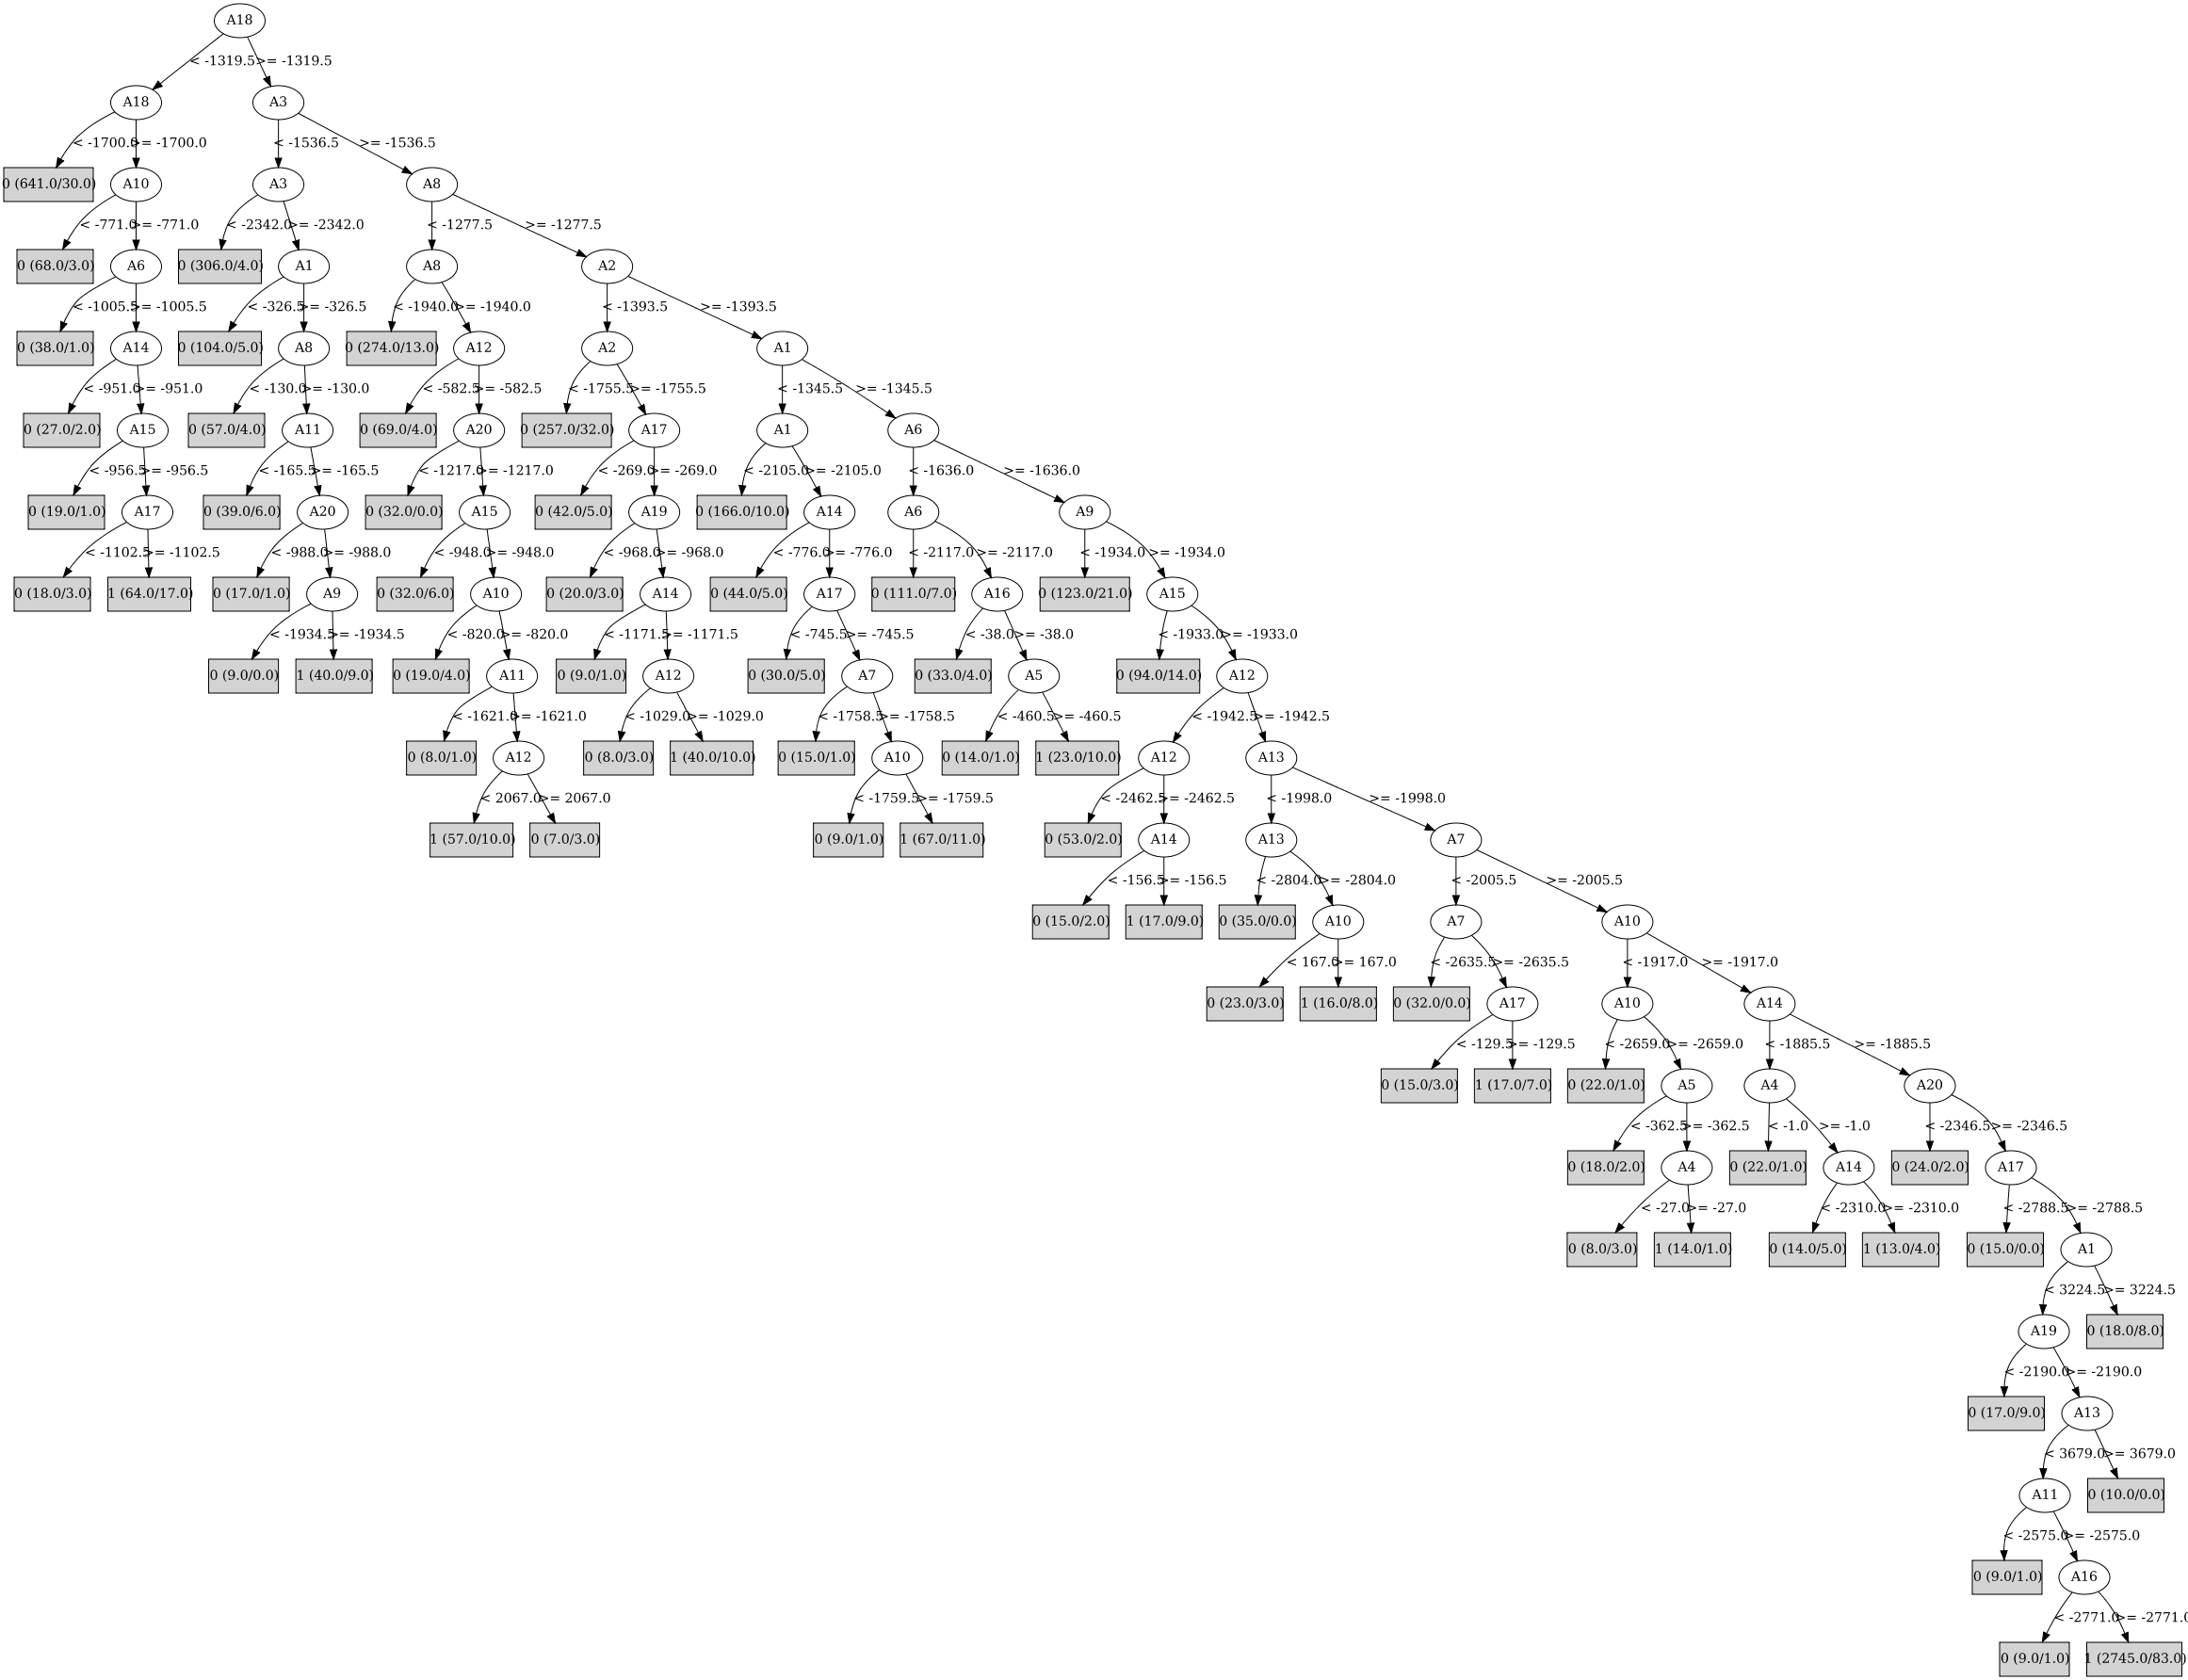 A18
< -1319.5 >= -1319.5
A18 A3
< -1700.0 >= -1700.0 < -1536.5 >= -1536.5
0 (641.0/30.0) A10 A3 A8
< -771.0 >= -771.0 < -2342.0 >= -2342.0 < -1277.5 >= -1277.5
0 (68.0/3.0) A6 0 (306.0/4.0) A1 A8 A2
< -1005.5 >= -1005.5 < -326.5 >= -326.5 < -1940.0 >= -1940.0 < -1393.5 >= -1393.5
0 (38.0/1.0) A14 0 (104.0/5.0) A8 0 (274.0/13.0) A12 A2 A1
< -951.0 >= -951.0 < -130.0 >= -130.0 < -582.5 >= -582.5 < -1755.5 >= -1755.5 < -1345.5 >= -1345.5
0 (27.0/2.0) A15 0 (57.0/4.0) A11 0 (69.0/4.0) A20 0 (257.0/32.0) A17 A1 A6
< -956.5 >= -956.5 < -165.5 >= -165.5 < -1217.0 >= -1217.0 < -269.0 >= -269.0 < -2105.0 >= -2105.0 < -1636.0 >= -1636.0
0 (19.0/1.0) A17 0 (39.0/6.0) A20 0 (32.0/0.0) A15 0 (42.0/5.0) A19 0 (166.0/10.0) A14 A6 A9
< -1102.5 >= -1102.5 < -988.0 >= -988.0 < -948.0 >= -948.0 < -968.0 >= -968.0 < -776.0 >= -776.0 < -2117.0 >= -2117.0 < -1934.0 >= -1934.0
0 (18.0/3.0) 1 (64.0/17.0) 0 (17.0/1.0) A9 0 (32.0/6.0) A10 0 (20.0/3.0) A14 0 (44.0/5.0) A17 0 (111.0/7.0) A16 0 (123.0/21.0) A15
< -1934.5 >= -1934.5 < -820.0 >= -820.0 < -1171.5 >= -1171.5 < -745.5 >= -745.5 < -38.0 >= -38.0 < -1933.0 >= -1933.0
0 (9.0/0.0) 1 (40.0/9.0) 0 (19.0/4.0) A11 0 (9.0/1.0) A12 0 (30.0/5.0) A7 0 (33.0/4.0) A5 0 (94.0/14.0) A12
< -1621.0 >= -1621.0 < -1029.0 >= -1029.0 < -1758.5 >= -1758.5 < -460.5 >= -460.5 < -1942.5 >= -1942.5
0 (8.0/1.0) A12 0 (8.0/3.0) 1 (40.0/10.0) 0 (15.0/1.0) A10 0 (14.0/1.0) 1 (23.0/10.0) A12 A13
< 2067.0 >= 2067.0 < -1759.5 >= -1759.5 < -2462.5 >= -2462.5 < -1998.0 >= -1998.0
1 (57.0/10.0) 0 (7.0/3.0) 0 (9.0/1.0) 1 (67.0/11.0) 0 (53.0/2.0) A14 A13 A7
< -156.5 >= -156.5 < -2804.0 >= -2804.0 < -2005.5 >= -2005.5
0 (15.0/2.0) 1 (17.0/9.0) 0 (35.0/0.0) A10 A7 A10
< 167.0 >= 167.0 < -2635.5 >= -2635.5 < -1917.0 >= -1917.0
0 (23.0/3.0) 1 (16.0/8.0) 0 (32.0/0.0) A17 A10 A14
< -129.5 >= -129.5 < -2659.0 >= -2659.0 < -1885.5 >= -1885.5
0 (15.0/3.0) 1 (17.0/7.0) 0 (22.0/1.0) A5 A4 A20
< -362.5 >= -362.5 < -1.0 >= -1.0 < -2346.5 >= -2346.5
0 (18.0/2.0) A4 0 (22.0/1.0) A14 0 (24.0/2.0) A17
< -27.0 >= -27.0 < -2310.0 >= -2310.0 < -2788.5 >= -2788.5
0 (8.0/3.0) 1 (14.0/1.0) 0 (14.0/5.0) 1 (13.0/4.0) 0 (15.0/0.0) A1
< 3224.5 >= 3224.5
A19 0 (18.0/8.0)
< -2190.0 >= -2190.0
0 (17.0/9.0) A13
< 3679.0 >= 3679.0
A11 0 (10.0/0.0)
< -2575.0 >= -2575.0
0 (9.0/1.0) A16
< -2771.0 >= -2771.0
0 (9.0/1.0) 1 (2745.0/83.0)